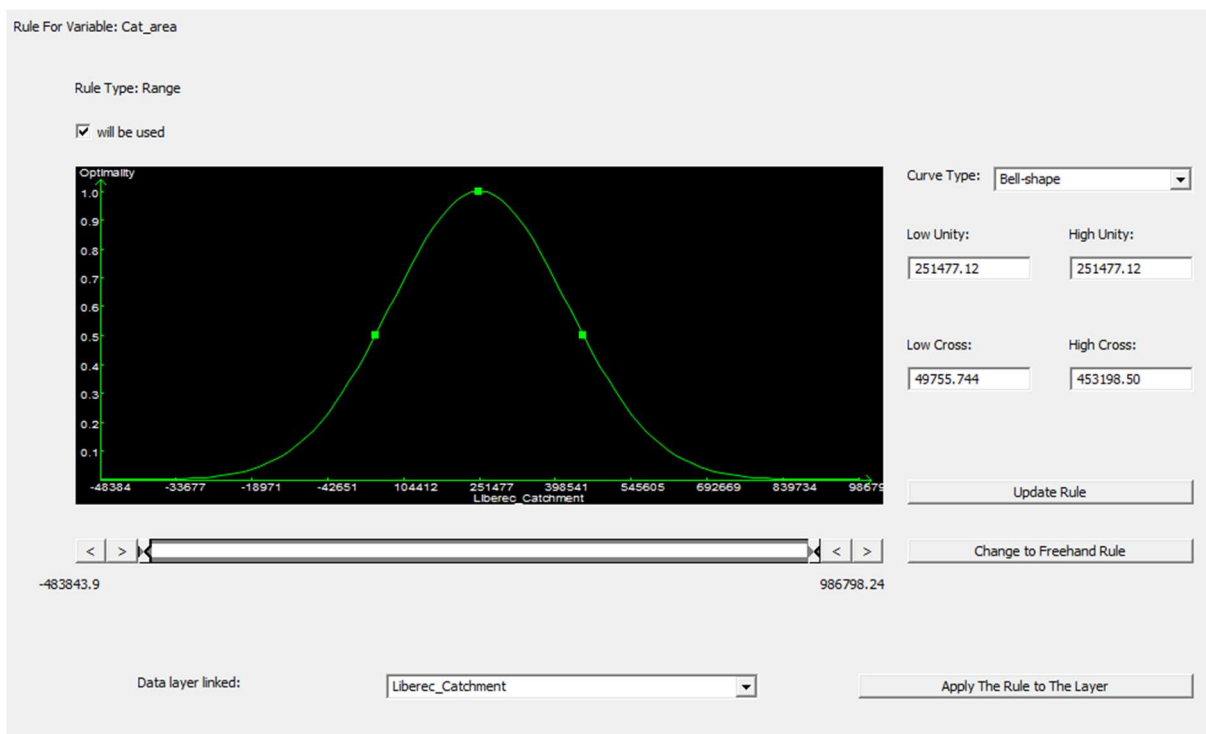 Rule For Variable: Cat_area
Rule Type: Range
will be used
Optimality
1.0
0.9
0.8
0.7
0.6
0.5
0.4
0.3
0.2
0.1
-48384 -33677 -18971 -42651 104412 251477 398541 545605 692669 839734 98679
Liberec_Catchment
Curve Type: Bell-shape
Low Unity: High Unity:
251477.12 251477.12
Low Cross: High Cross:
49755.744 453198.50
Update Rule
< > < > Change to Freehand Rule
-483843.9 986798.24
Data layer linked: Liberec_Catchment Apply The Rule to The Layer